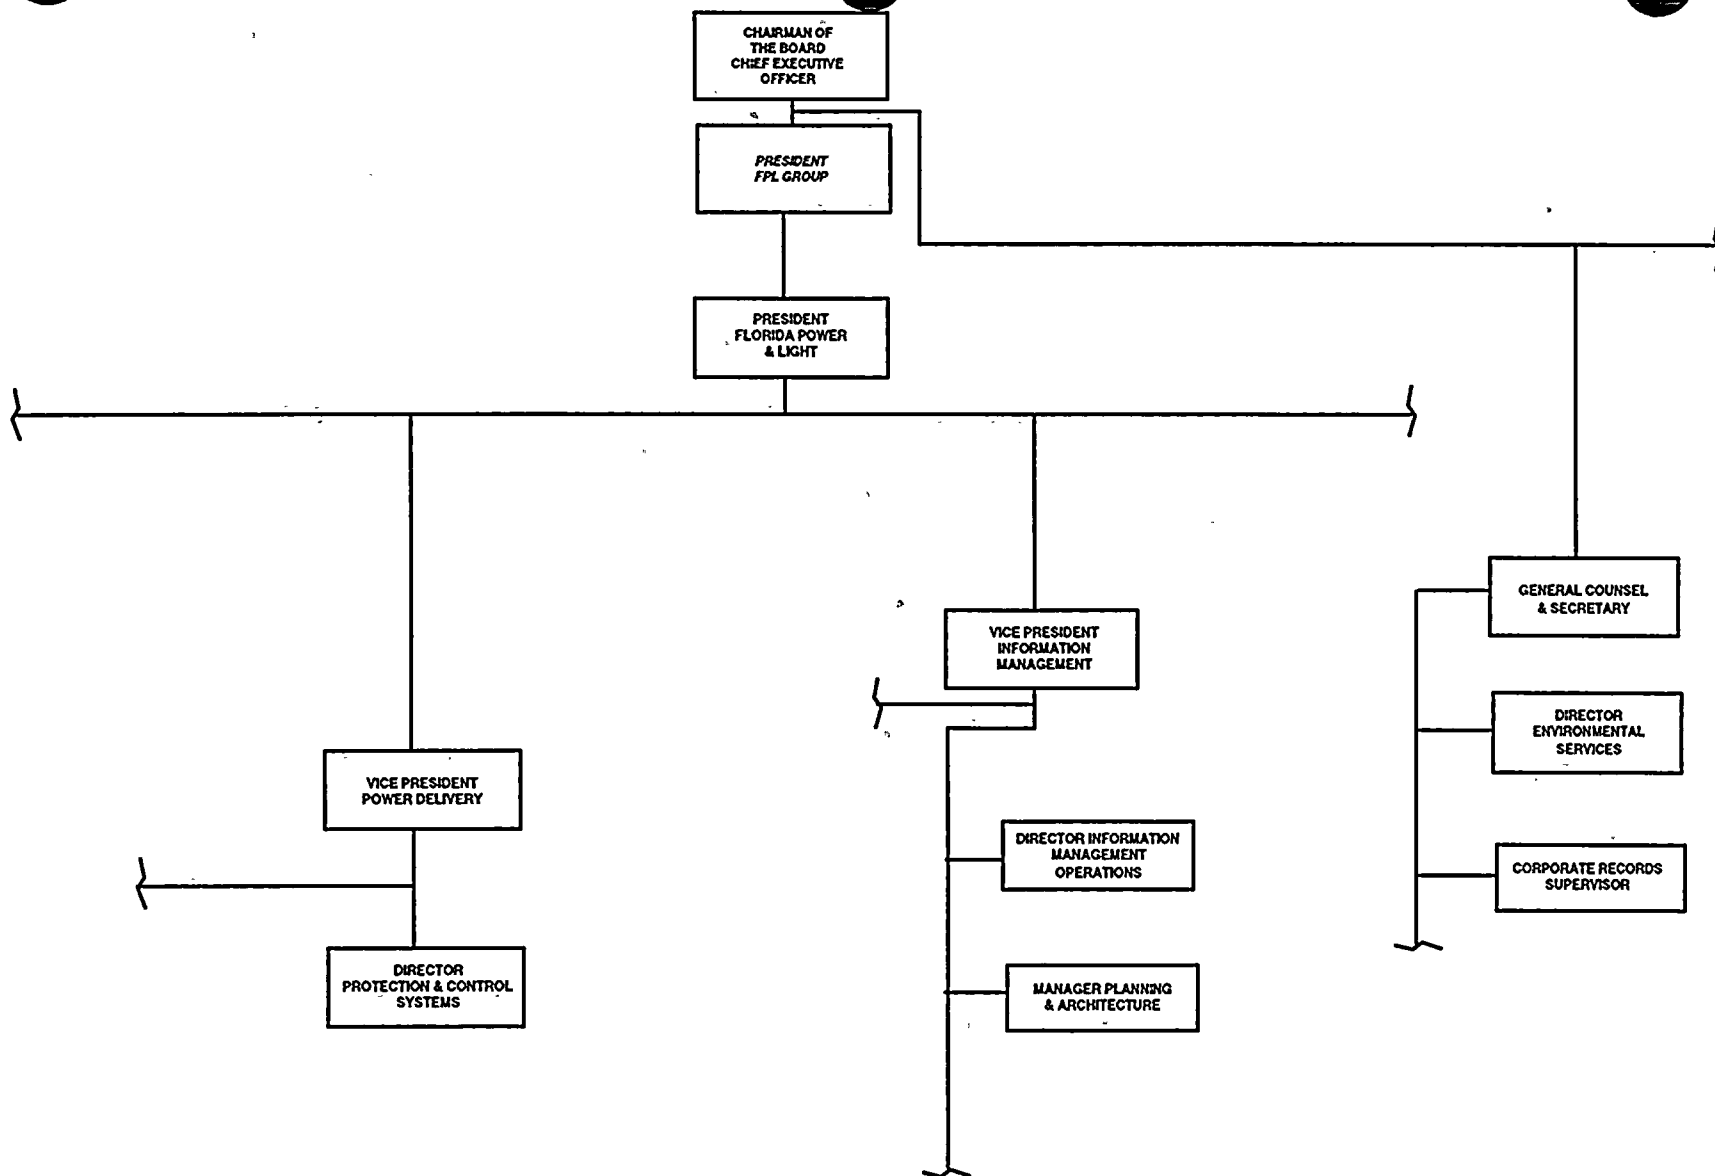 CHAIRMAN OF
THE BOARD
CHIEF EXECUTIVE
OFFICER
PRESIDENT
FPL GROUP
PRESIDENT
FLORIDA POWER
& LIGHT
GENERAL COUNSEL
& SECRETARY
VICE PRESIDENT
INFORMATION
MANAGEMENT
DIRECTOR
ENVIRONMENTAL
SERVICES
VICE PRESIDENT
POWER DELIVERY
DIRECTOR INFORMATION
MANAGEMENT
OPERATIONS
CORPORATE RECORDS
SUPERVISOR
DIRECTOR
PROTECTION & CONTROL
SYSTEMS
MANAGER PLANNING
& ARCHITECTURE